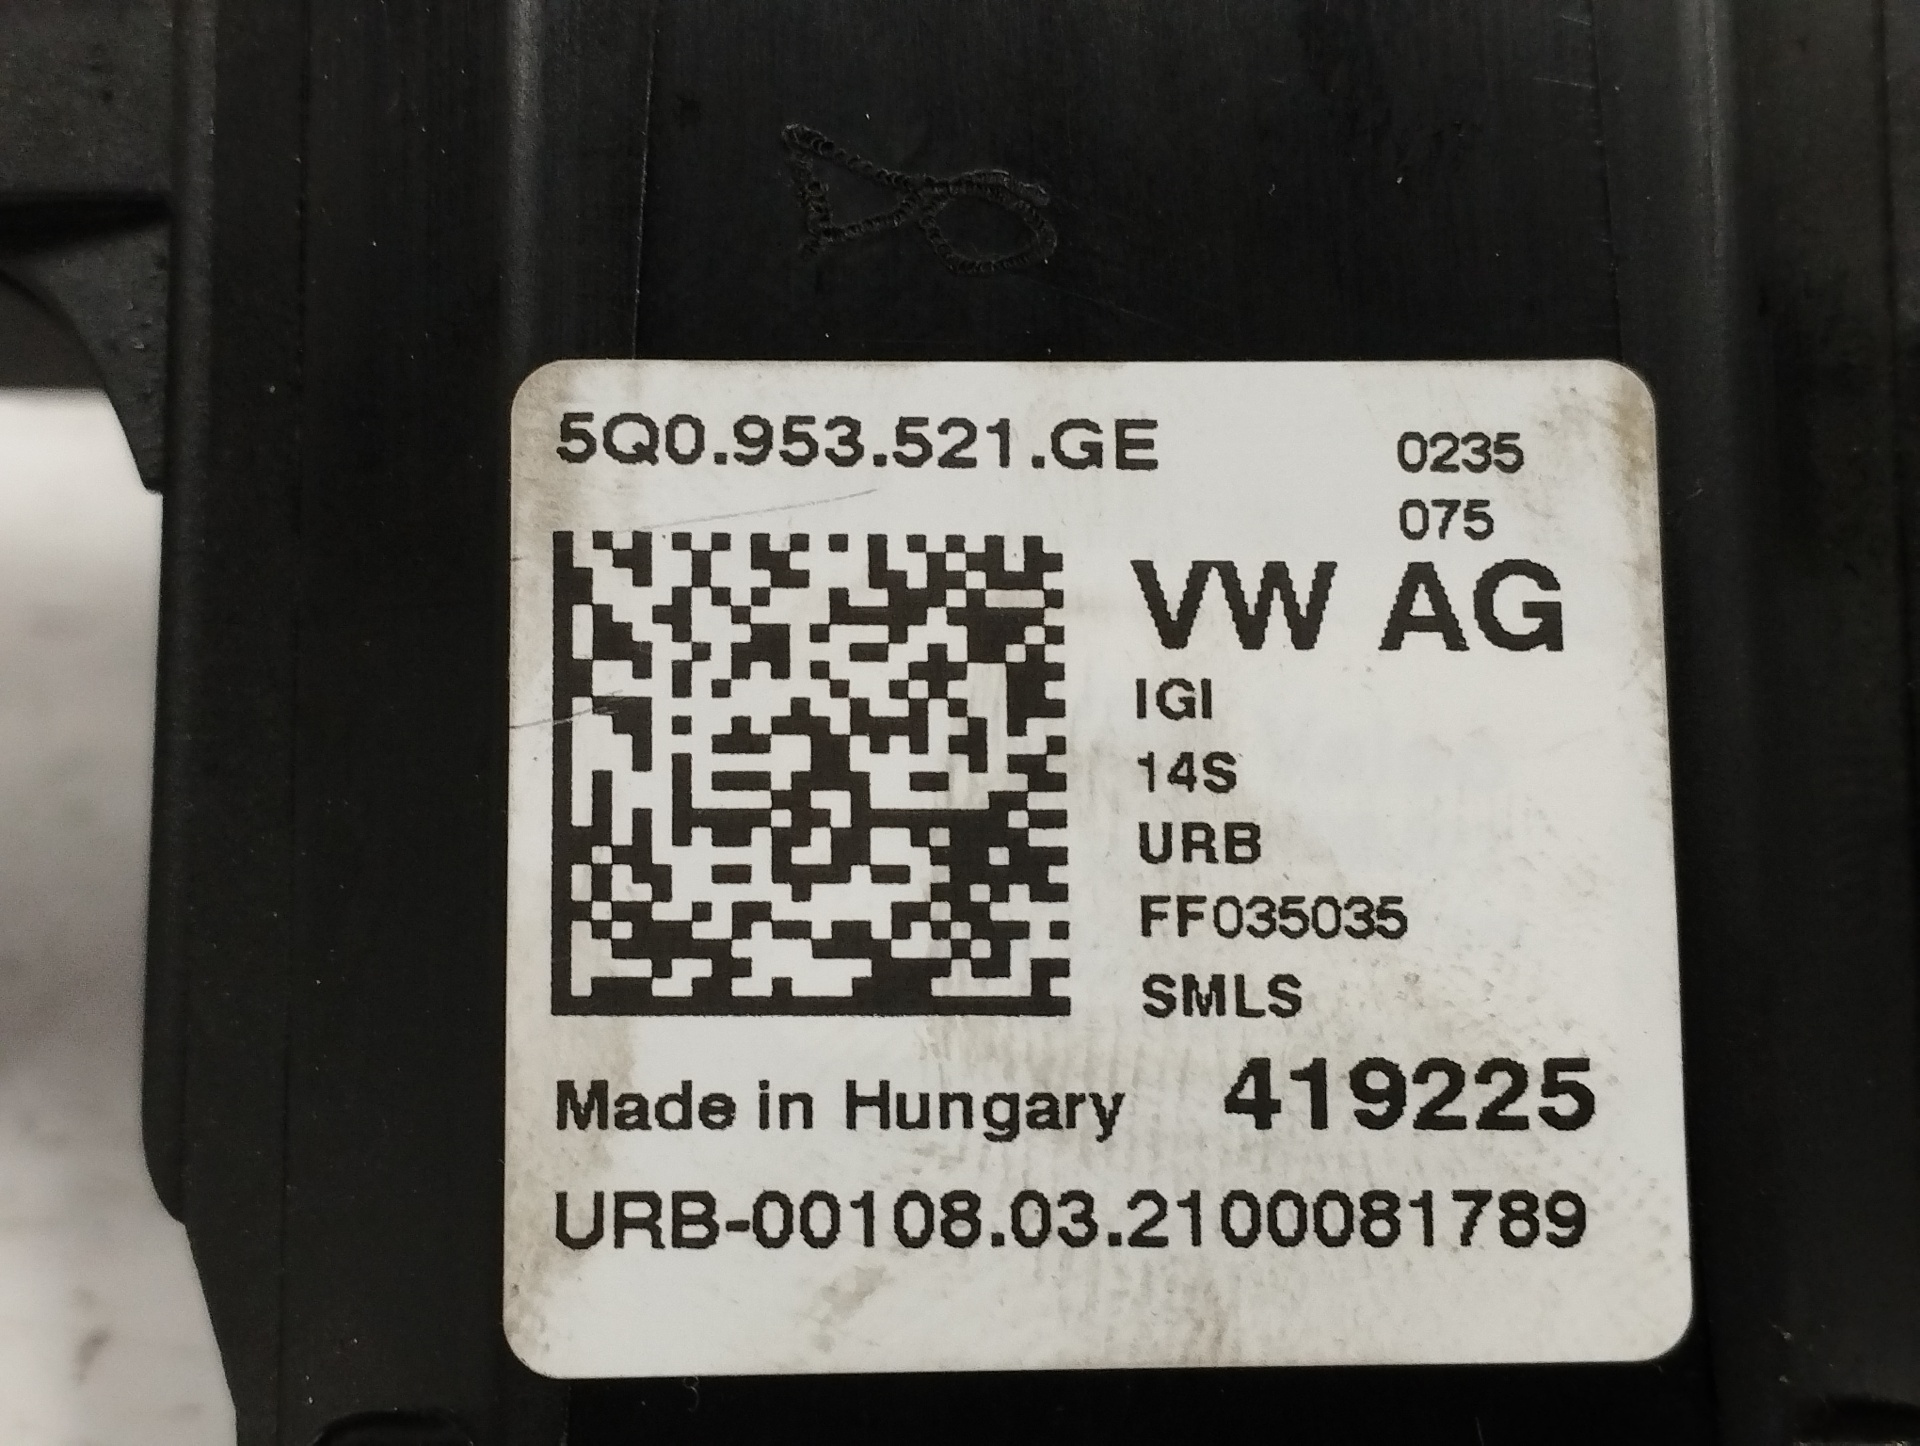 5Q0.953.521.GE
0235
075
VW AG
IGI
14S
URB
FF035035
SMLS
Made in Hungary 419225
URB-00108.03.2100081789